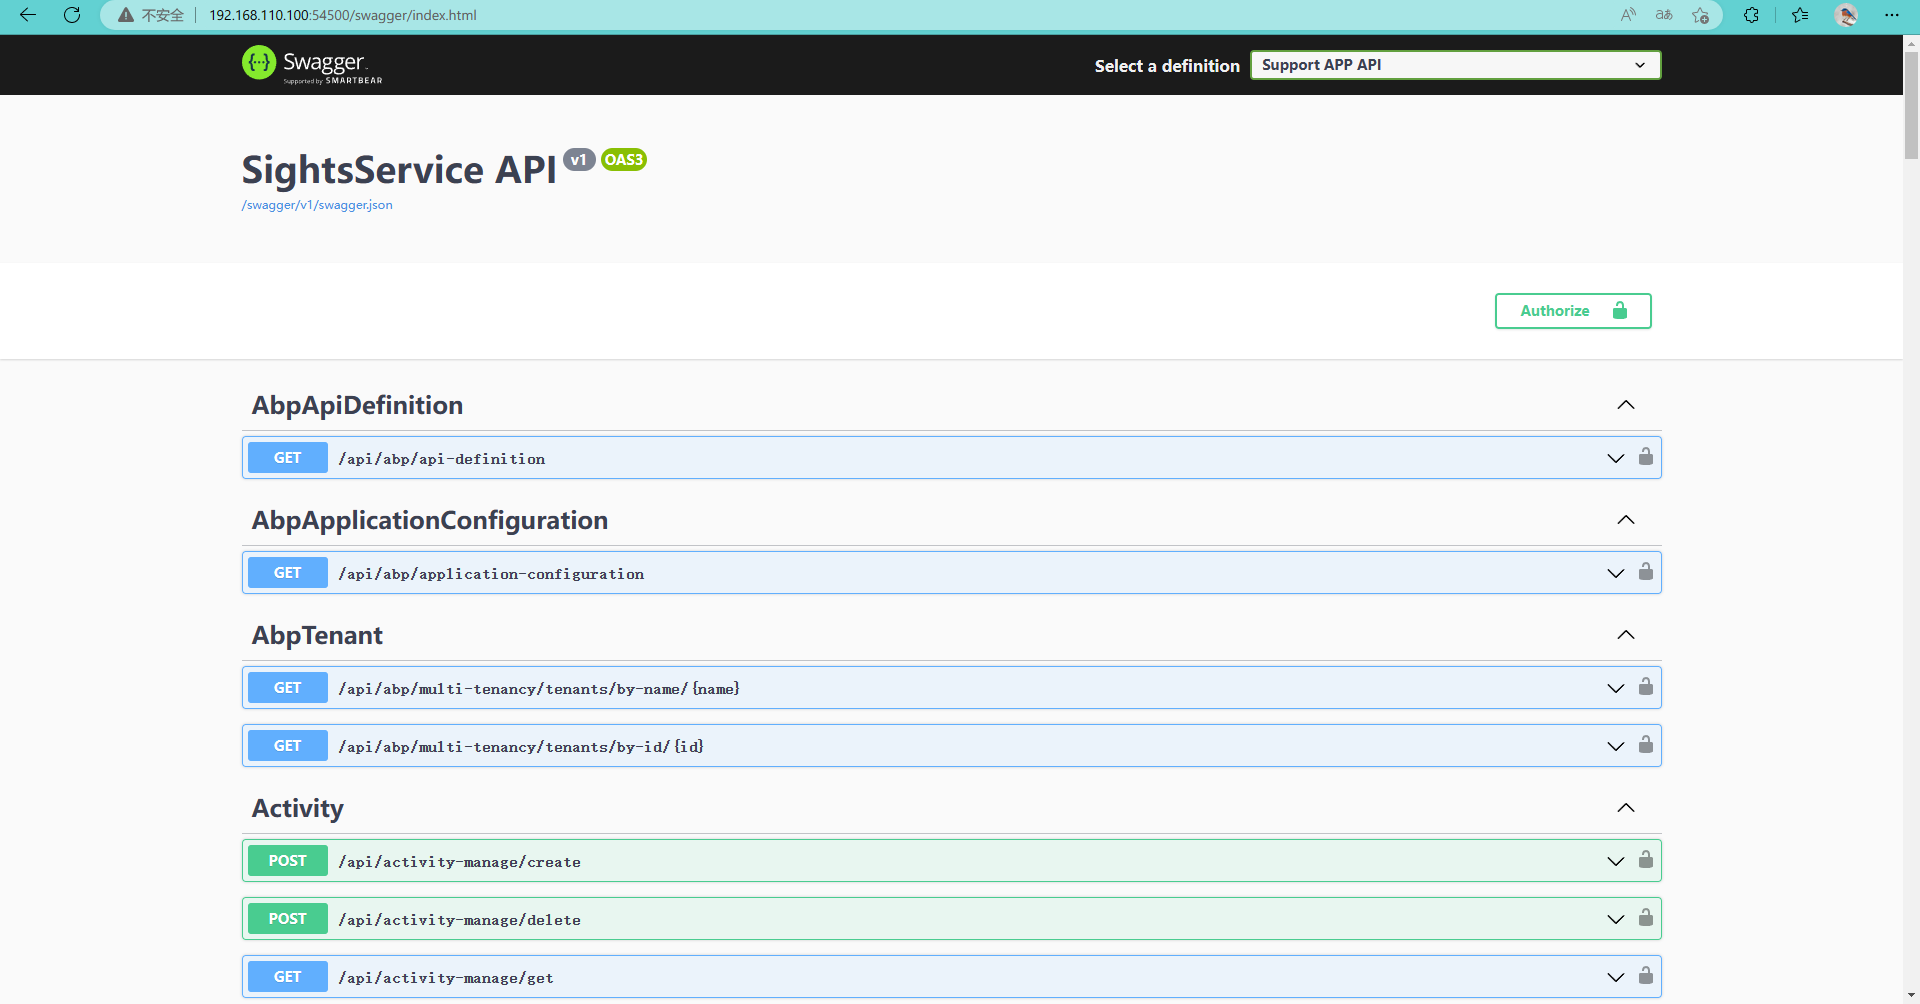 不安全 192.168.110.100:54500/swagger/index.html
Swagger
Supported by SMARTBEAR
Select a definition
Support APP API
SightsService API v1 OAS3
/swagger/v1/swagger.json
Authorize
AbpApiDefinition
GET /api/abp/api-definition
AbpApplicationConfiguration
GET /api/abp/application-configuration
AbpTenant
GET /api/abp/multi-tenancy/tenants/by-name/{name}
GET /api/abp/multi-tenancy/tenants/by-id/{id}
Activity
POST /api/activity-manage/create
POST /api/activity-manage/delete
GET /api/activity-manage/get